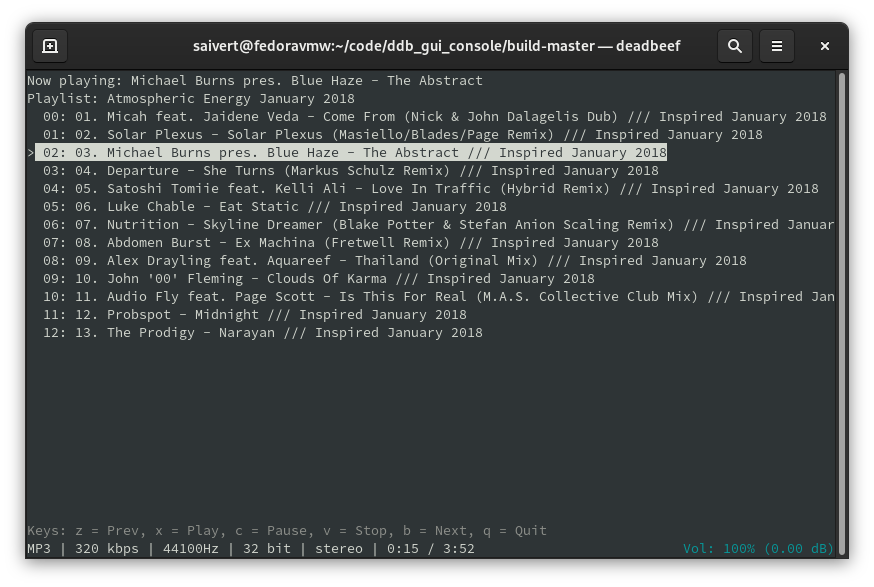 saivert@fedoravmw:~/code/ddb_gui_console/build-master — deadbeef
Now playing: Michael Burns pres. Blue Haze - The Abstract
Playlist: Atmospheric Energy January 2018
00: 01. Micah feat. Jaidene Veda - Come From (Nick & John Dalagelis Dub) /// Inspired January 2018
01: 02. Solar Plexus - Solar Plexus (Masiello/Blades/Page Remix) /// Inspired January 2018
> 02: 03. Michael Burns pres. Blue Haze - The Abstract /// Inspired January 2018
03: 04. Departure - She Turns (Markus Schulz Remix) /// Inspired January 2018
04: 05. Satoshi Tomiie feat. Kelli Ali - Love In Traffic (Hybrid Remix) /// Inspired January 2018
05: 06. Luke Chable - Eat Static /// Inspired January 2018
06: 07. Nutrition - Skyline Dreamer (Blake Potter & Stefan Anion Scaling Remix) /// Inspired Januar
07: 08. Abdomen Burst - Ex Machina (Fretwell Remix) /// Inspired January 2018
08: 09. Alex Drayling feat. Aquareef - Thailand (Original Mix) /// Inspired January 2018
09: 10. John '00' Fleming - Clouds Of Karma /// Inspired January 2018
10: 11. Audio Fly feat. Page Scott - Is This For Real (M.A.S. Collective Club Mix) /// Inspired Jan
11: 12. Probspot - Midnight /// Inspired January 2018
12: 13. The Prodigy - Narayan /// Inspired January 2018
Keys: z = Prev, x = Play, c = Pause, v = Stop, b = Next, q = Quit
MP3 | 320 kbps | 44100Hz | 32 bit | stereo | 0:15 / 3:52 Vol: 100% (0.00 dB)